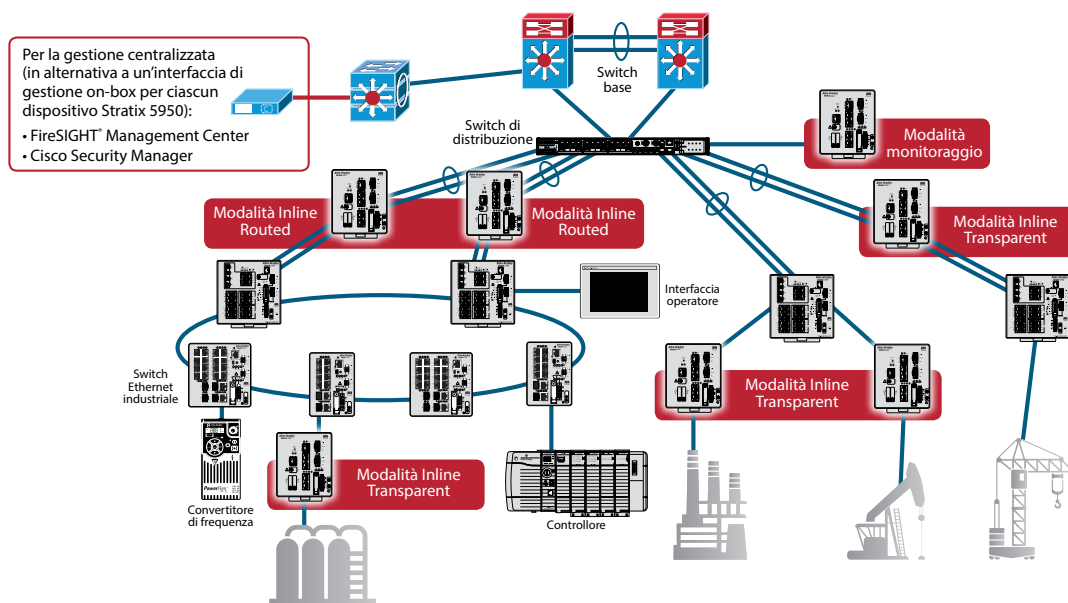 Per la gestione centralizzata
(in alternativa a un'interfaccia di
gestione on-box per ciascun
dispositivo Stratix 5950):
• FireSIGHT® Management Center
• Cisco Security Manager
Switch
base
Switch di
distribuzione
Modalità
monitoraggio
Modalità Inline
Routed
Modalità Inline
Routed
Modalità Inline
Transparent
Interfaccia
operatore
Switch
Ethernet
industriale
Modalità Inline
Transparent
Modalità Inline
Transparent
PowerFlex
Convertitore
di frequenza
Controllore